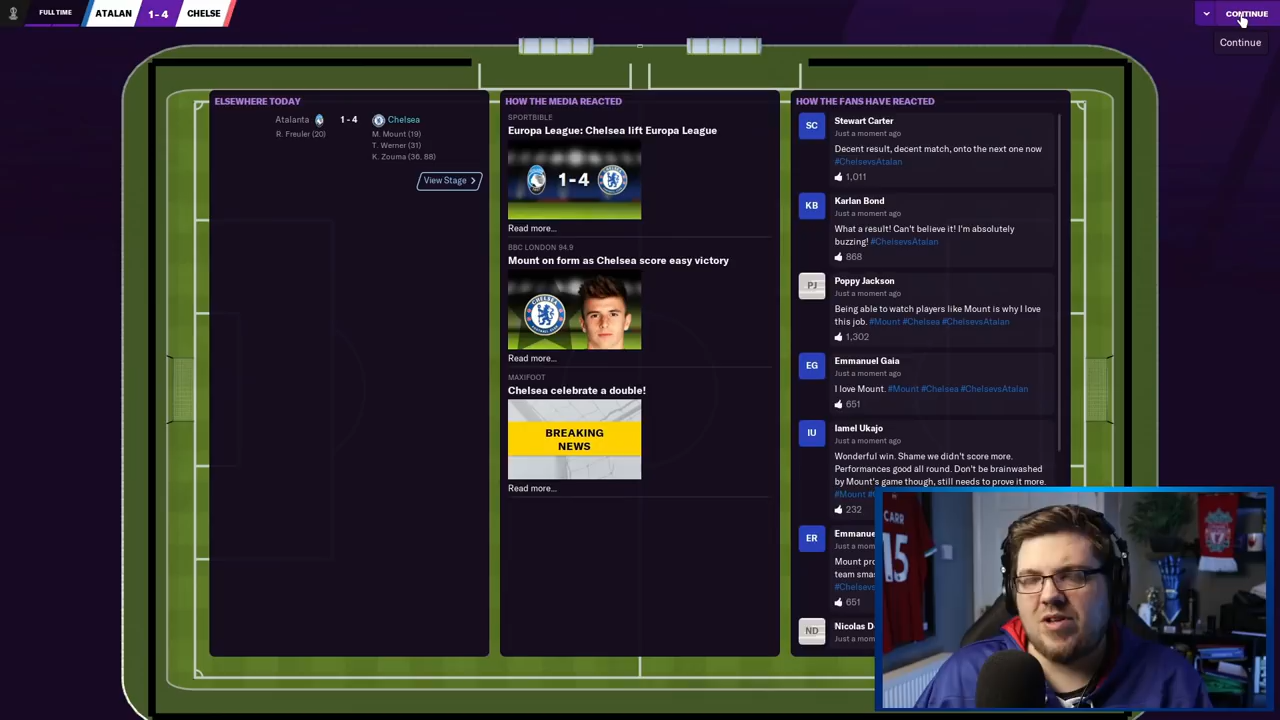 FULL TIME
ATALAN
1 - 4
CHELSE
CONTINUE
Continue
ELSEWHERE TODAY
Atalanta
1 - 4
Chelsea
R. Freuler (20)
M. Mount (19)
T. Werner (31)
K. Zouma (36, 88)
View Stage
HOW THE MEDIA REACTED
SPORTBIBLE
Europa League: Chelsea lift Europa League
1-4
Read more...
BBC LONDON 94.9
Mount on form as Chelsea score easy victory
Read more...
MAXIFOOT
Chelsea celebrate a double!
BREAKING
NEWS
Read more...
HOW THE FANS HAVE REACTED
SC
Stewart Carter
Just a moment ago
Decent result, decent match, onto the next one now
#ChelsevsAtalan
1,011
KB
Karlan Bond
Just a moment ago
What a result! Can't believe it! I'm absolutely
buzzing! #ChelsevsAtalan
868
PJ
Poppy Jackson
Just a moment ago
Being able to watch players like Mount is why I love
this job. #Mount #Chelsea #ChelsevsAtalan
1,302
EG
Emmanuel Gaia
Just a moment ago
I love Mount. #Mount #Chelsea #ChelsevsAtalan
651
IU
Iamel Ukajo
Just a moment ago
Wonderful win. Shame we didn't score more.
Performances good all round. Don't be brainwashed
by Mount's game though, still needs to prove it more.
#Mount
232
ER
Emmanue
Just a mom
Mount pro
team sma
#Chelsev
651
ND
Nicolas D
Just a mom
CARR
15